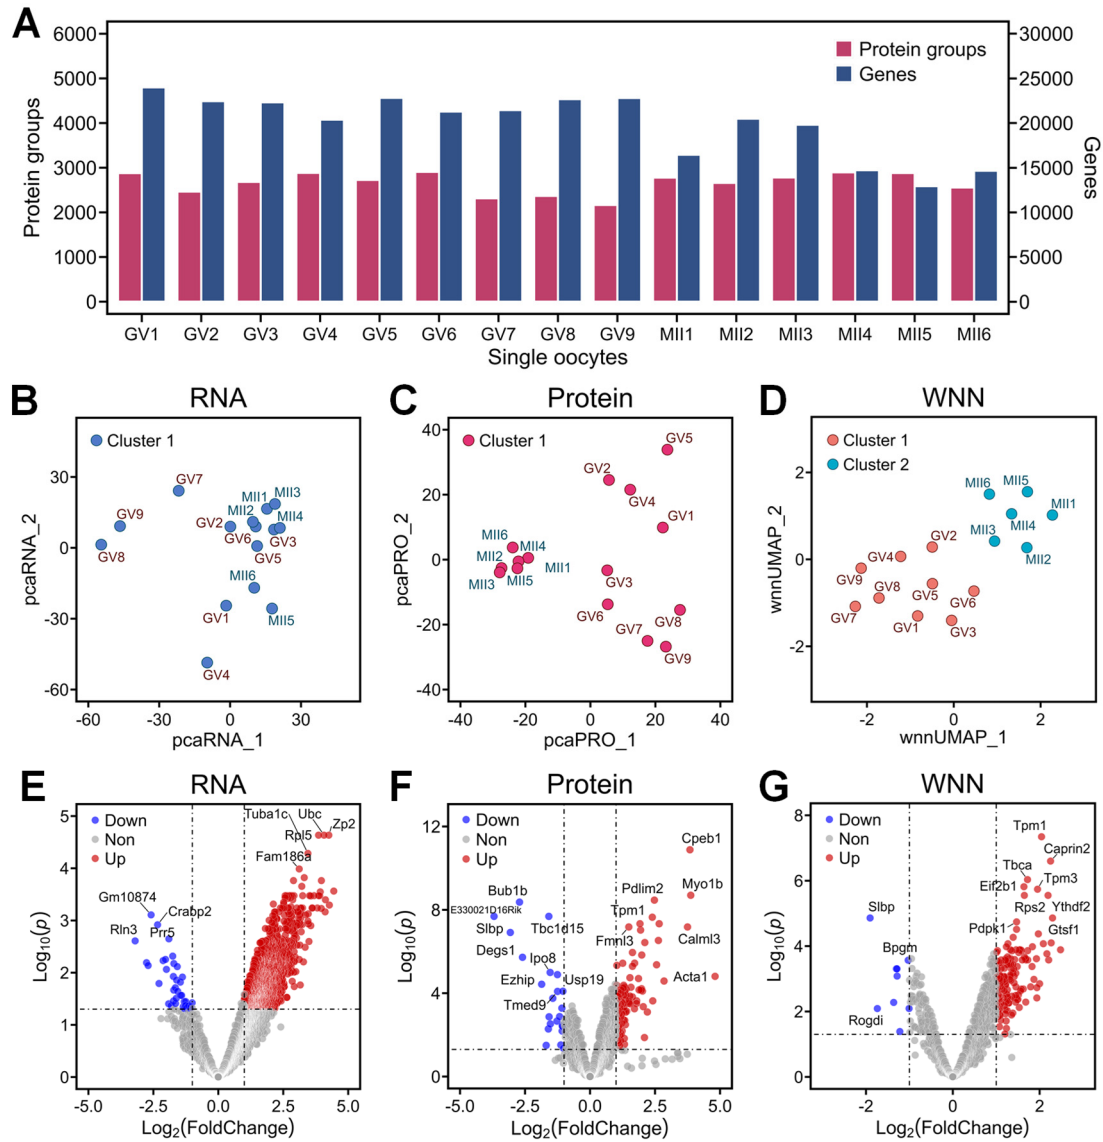 A
Protein groups
Genes
6000
5000
4000
3000
2000
1000
0
30000
25000
20000
15000
10000
5000
0
Protein groups
Genes
GV1 GV2 GV3 GV4 GV5 GV6 GV7 GV8 GV9 MII1 MII2 MII3 MII4 MII5 MII6
Single oocytes
B
RNA
Cluster 1
GV7
MII3
MII1
MII2
MII4
GV9
GV2
GV6
GV3
GV8
GV5
MII6
GV1
MII5
GV4
30
0
-30
-60
pcaRNA_2
-60 -30 0 30
pcaRNA_1
C
Protein
Cluster 1
GV5
GV2
GV4
GV1
MII6
MII4
MII2
MII1
MII3
MII5
GV3
GV6
GV7
GV8
GV9
40
20
0
-20
-40
pcaPRO_2
-40 -20 0 20 40
pcaPRO_1
D
WNN
Cluster 1
Cluster 2
MII6
MII5
MII1
MII4
MII3
MII2
GV2
GV4
GV9
GV8
GV5
GV6
GV7
GV1
GV3
2
0
-2
wnnUMAP_2
-2 0 2
wnnUMAP_1
E
RNA
Down
Non
Up
Tuba1c
Ubc
Zp2
Rpl5
Fam186a
Gm10874
Crabp2
Rln3
Prr5
5
4
3
2
1
0
Log10(p)
-5.0 -2.5 0.0 2.5 5.0
Log2(FoldChange)
F
Protein
Down
Non
Up
Cpeb1
Bub1b
Pdlim2
Myo1b
E330021D16Rik
Tpm1
Slbp
Tbc1d15
Fmnl3
Calml3
Degs1
Ipo8
Ezhip
Usp19
Acta1
Tmed9
12
8
4
0
Log10(p)
-5.0 -2.5 0.0 2.5 5.0
Log2(FoldChange)
G
WNN
Down
Non
Up
Tpm1
Caprin2
Tbca
Tpm3
Eif2b1
Slbp
Rps2
Ythdf2
Pdpk1
Gtsf1
Bpgm
Rogdi
8
6
4
2
0
Log10(p)
-2 0 2
Log2(FoldChange)